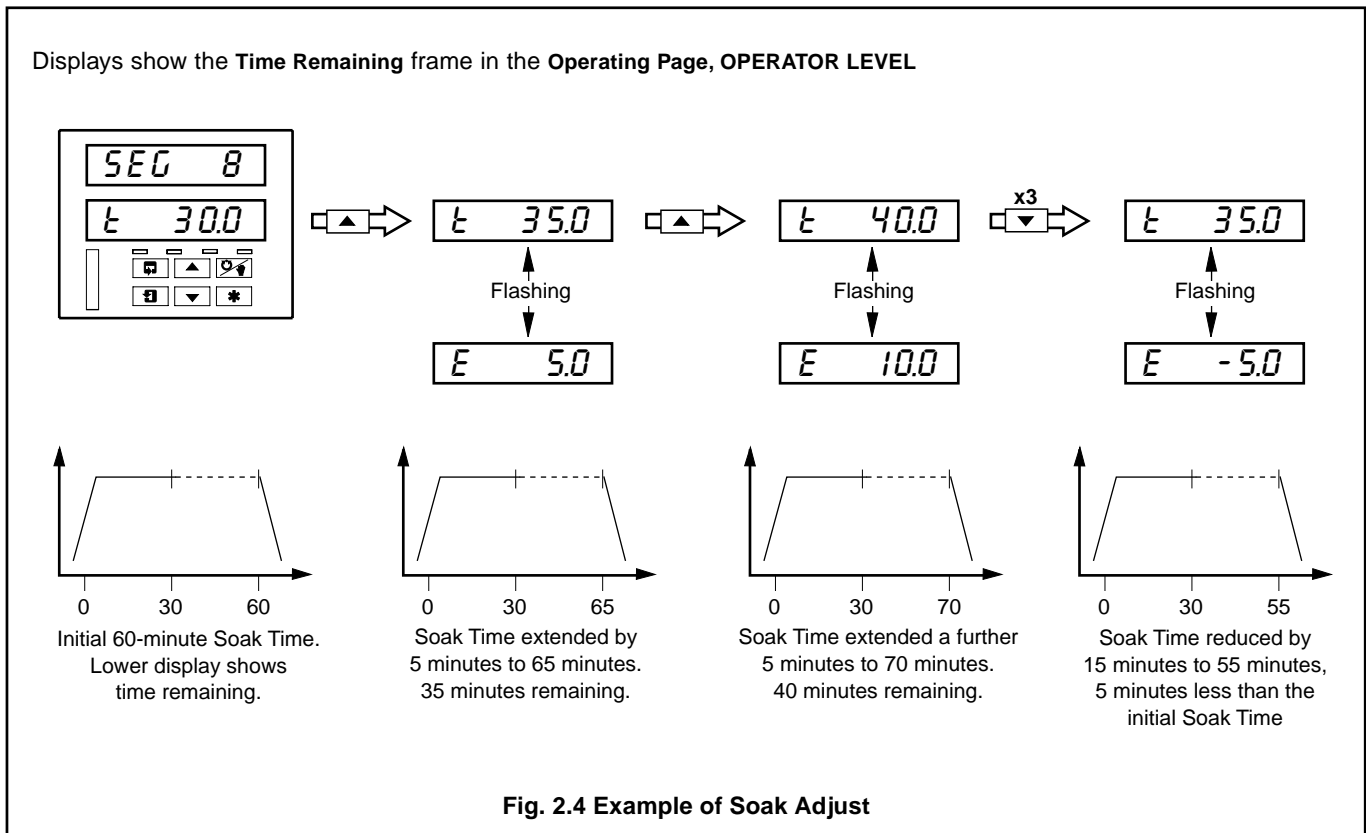 Displays show the Time Remaining frame in the Operating Page, OPERATOR LEVEL
SEG 8
t 30.0
t 35.0
Flashing
E 5.0
t 40.0
Flashing
E 10.0
x3
t 35.0
Flashing
E -5.0
0 30 60
Initial 60-minute Soak Time.
Lower display shows
time remaining.
0 30 65
Soak Time extended by
5 minutes to 65 minutes.
35 minutes remaining.
0 30 70
Soak Time extended a further
5 minutes to 70 minutes.
40 minutes remaining.
0 30 55
Soak Time reduced by
15 minutes to 55 minutes,
5 minutes less than the
initial Soak Time
Fig. 2.4 Example of Soak Adjust